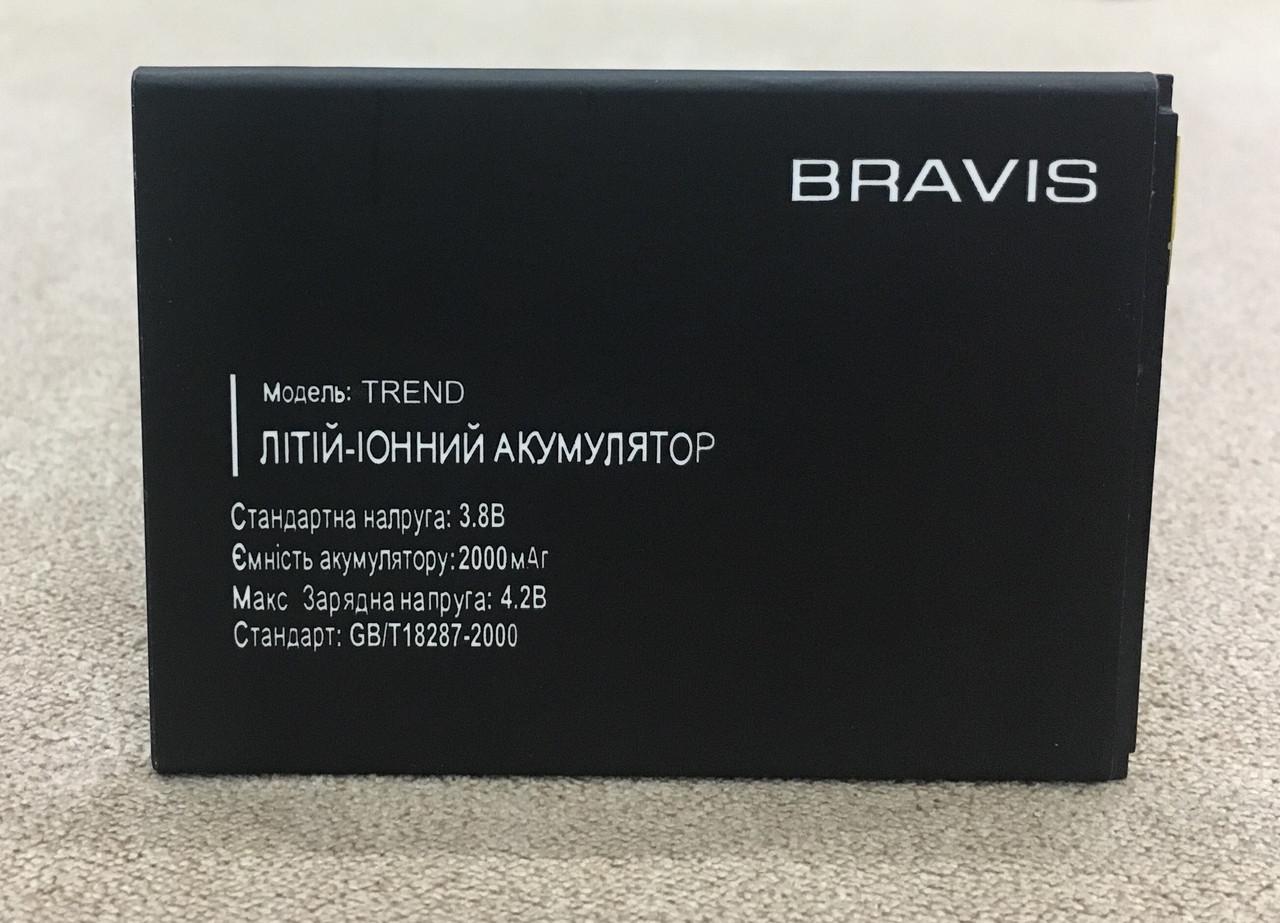 BRAVIS
Модель: TREND
ЛІТІЙ-ІОННИЙ АКУМУЛЯТОР
Стандартна напруга: 3.8В
Ємність акумулятору: 2000мАг
Макс Зарядна напруга: 4.2В
Стандарт: GB/T18287-2000